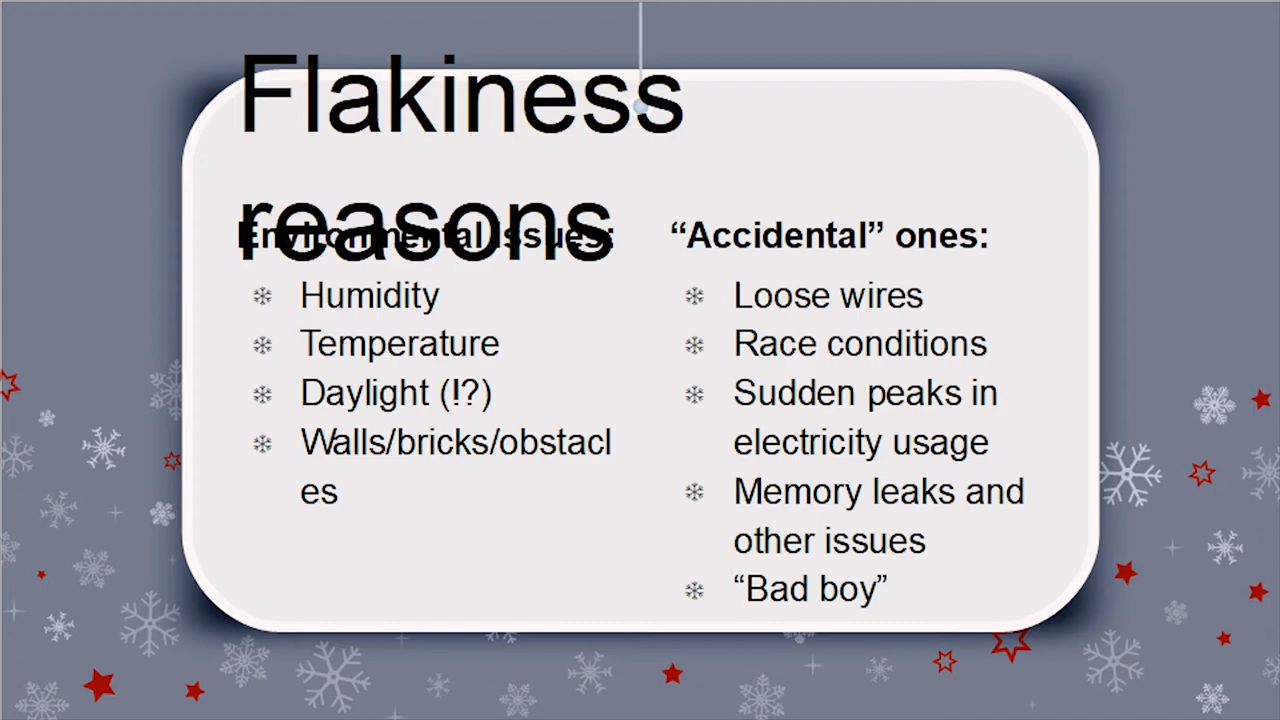 Flakiness
reasons
Environmental Issues:
Humidity
Temperature
Daylight (!?)
Walls/bricks/obstacl
es
“Accidental” ones:
Loose wires
Race conditions
Sudden peaks in
electricity usage
Memory leaks and
other issues
“Bad boy”